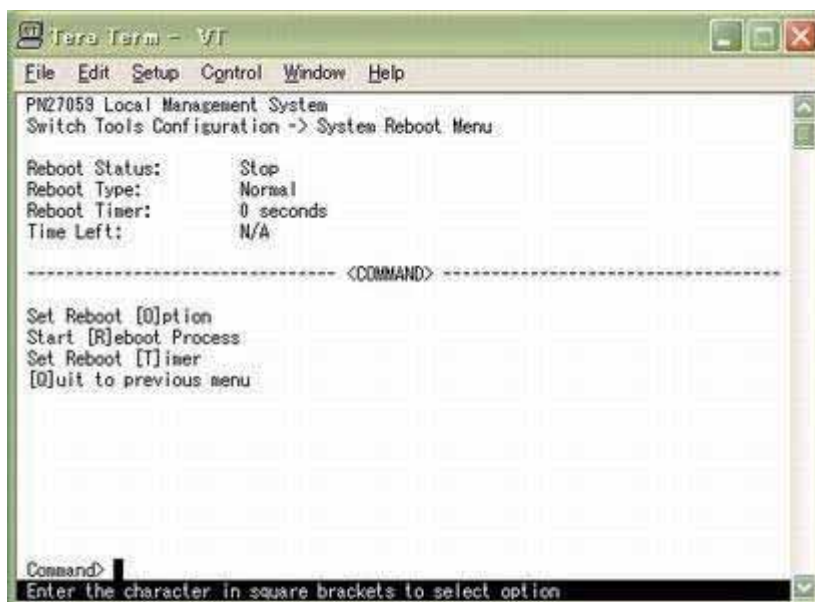 Tera Term - VT
File Edit Setup Control Window Help
PN27059 Local Management System
Switch Tools Configuration -> System Reboot Menu
Reboot Status: Stop
Reboot Type: Normal
Reboot Timer: 0 seconds
Time Left: N/A
-------------------------------- <COMMAND> --------------------------------
Set Reboot [O]ption
Start [R]eboot Process
Set Reboot [T]imer
[Q]uit to previous menu
Command>
Enter the character in square brackets to select option